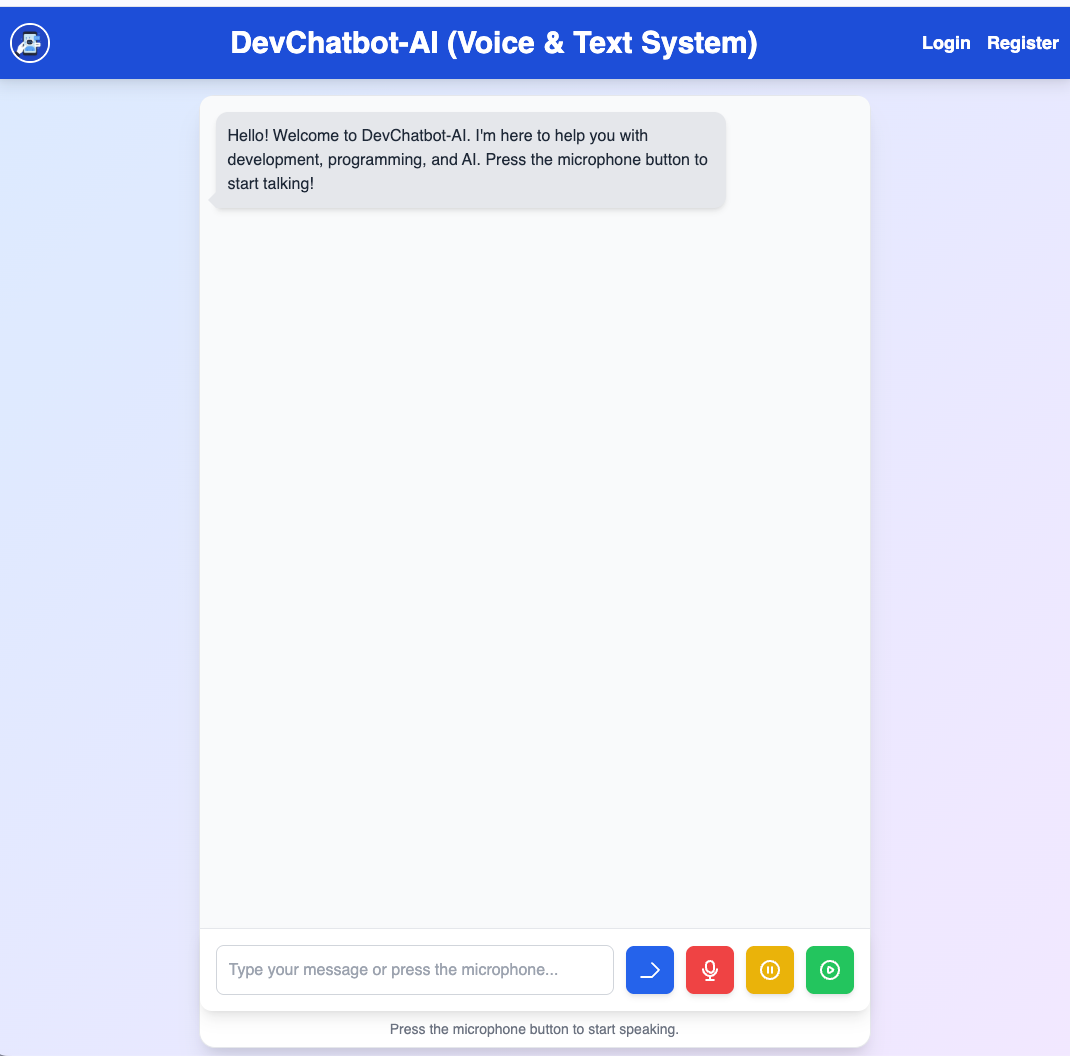 DevChatbot-AI (Voice & Text System)
Login Register
Hello! Welcome to DevChatbot-AI. I'm here to help you with
development, programming, and AI. Press the microphone button to
start talking!
Type your message or press the microphone...
Press the microphone button to start speaking.